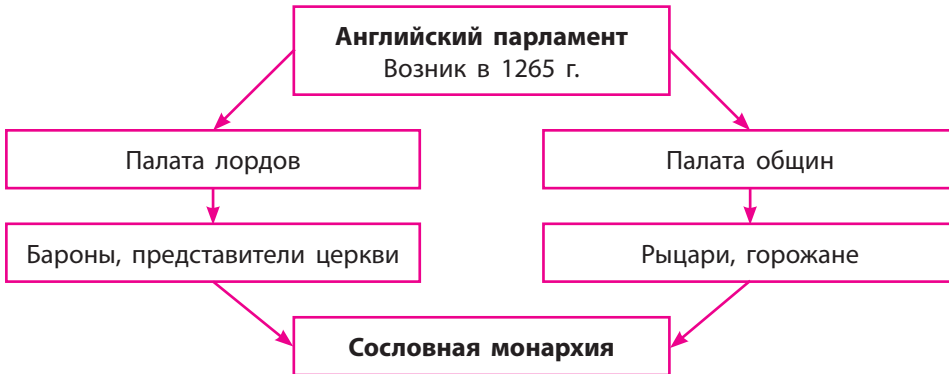 Английский парламент
Возник в 1265 г.
Палата лордов
Палата общин
Бароны, представители церкви
Рыцари, горожане
Сословная монархия